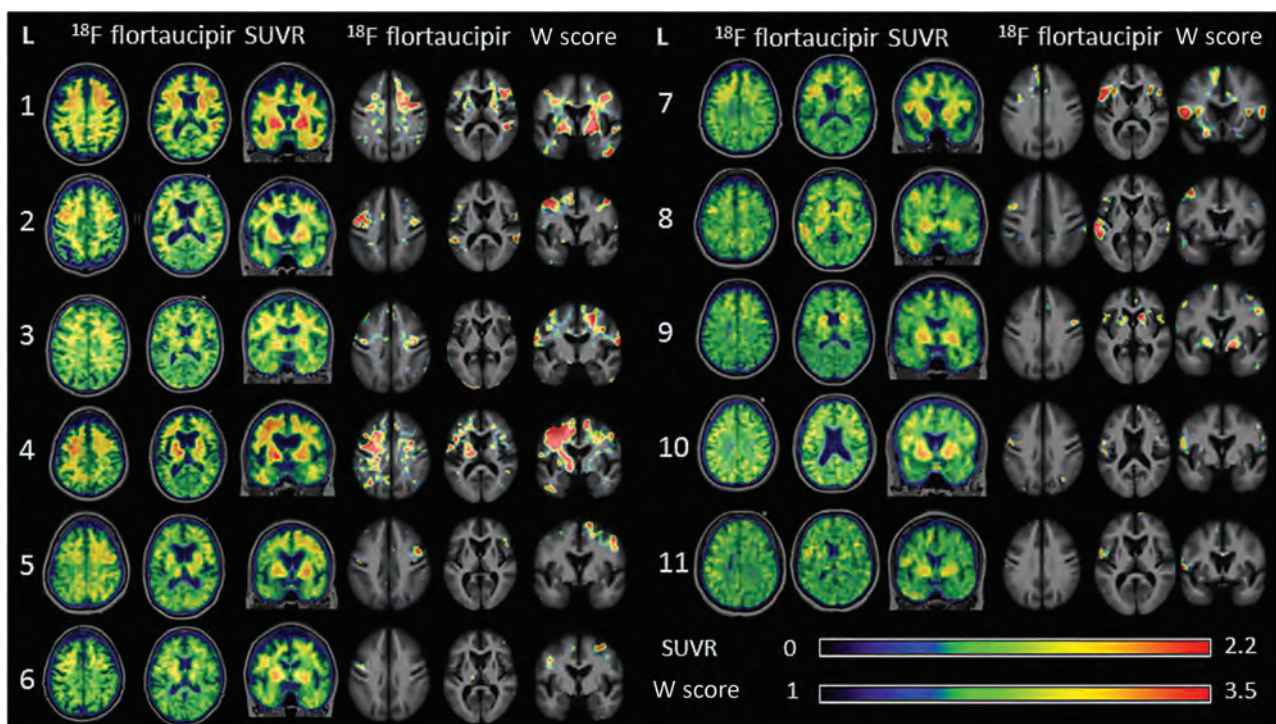 L ¹⁸F flortaucipir SUVR ¹⁸F flortaucipir W score
1
2
3
4
5
6
L ¹⁸F flortaucipir SUVR ¹⁸F flortaucipir W score
7
8
9
10
11
SUVR 0 2.2
W score 1 3.5